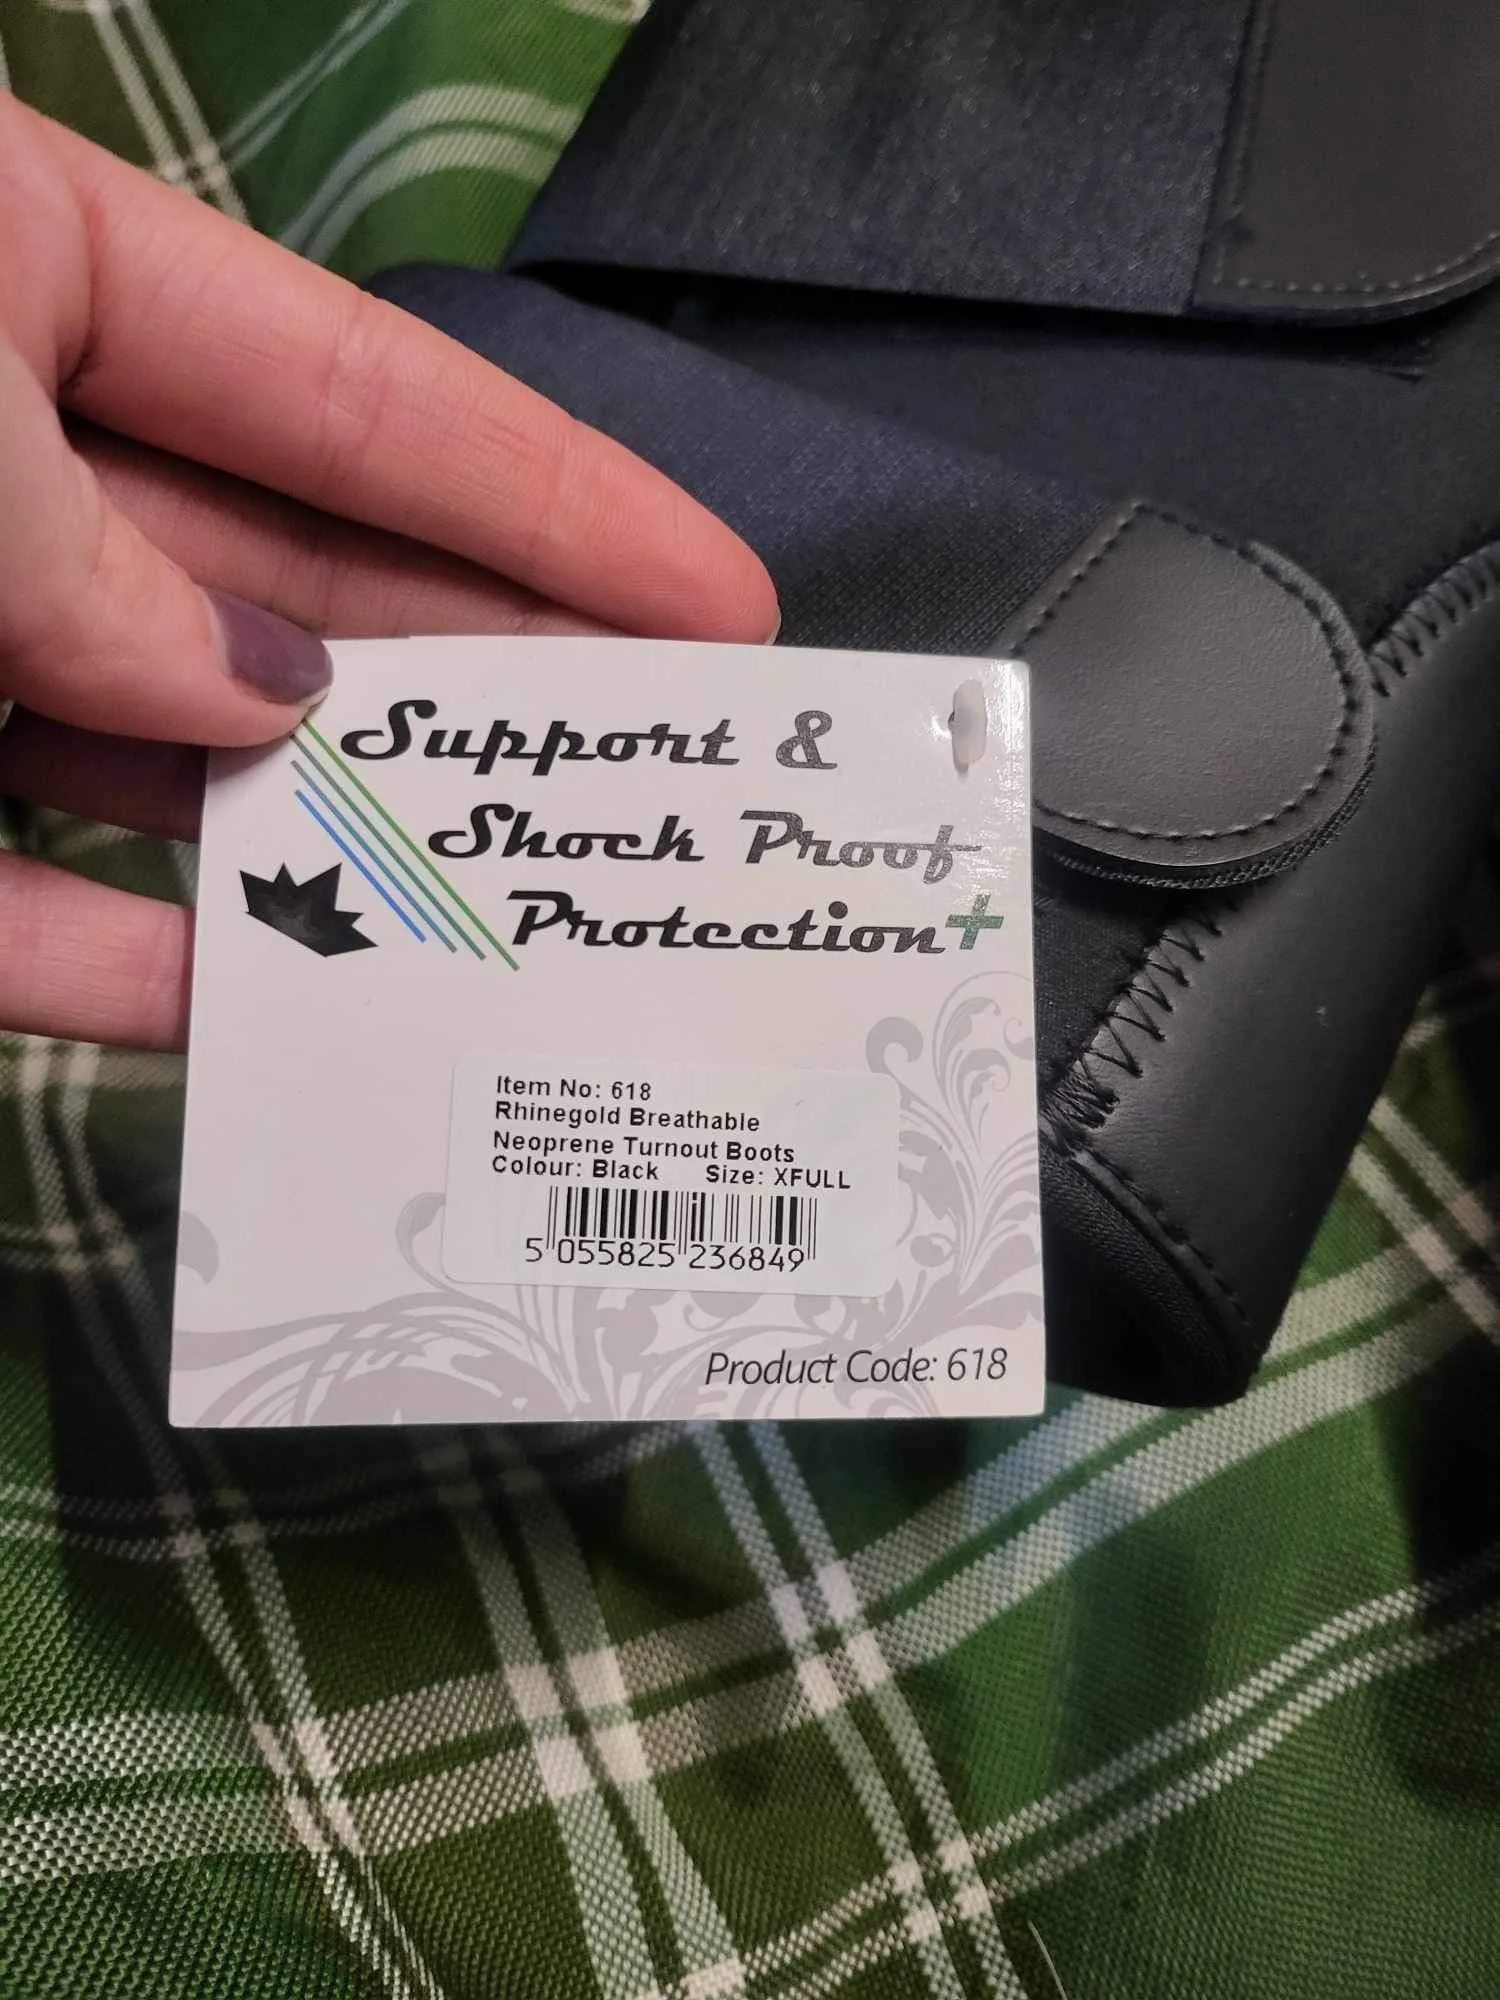 Support &
Shock Proof
Protection+
Item No: 618
Rhinegold Breathable
Neoprene Turnout Boots
Colour: Black Size: XFULL
5 055825 236849
Product Code: 618